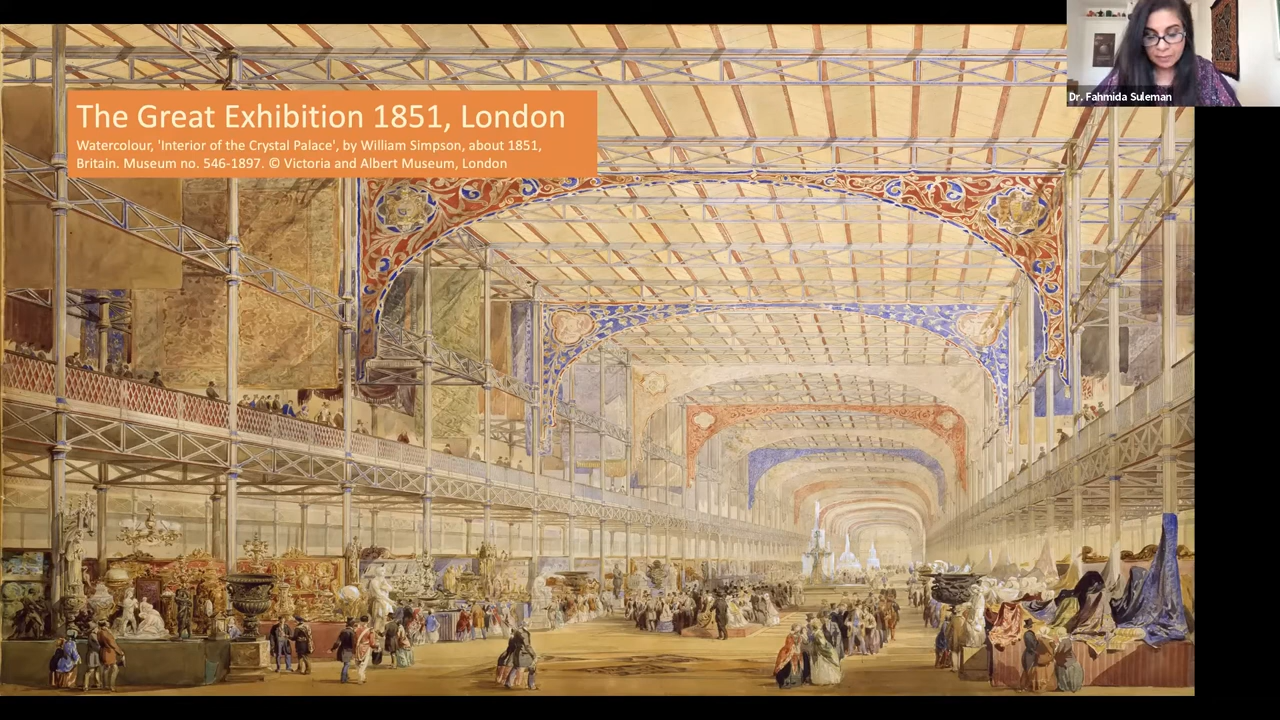 The Great Exhibition 1851, London
Watercolour, 'Interior of the Crystal Palace', by William Simpson, about 1851,
Britain. Museum no. 546-1897. © Victoria and Albert Museum, London
Dr. Fahmida Suleman